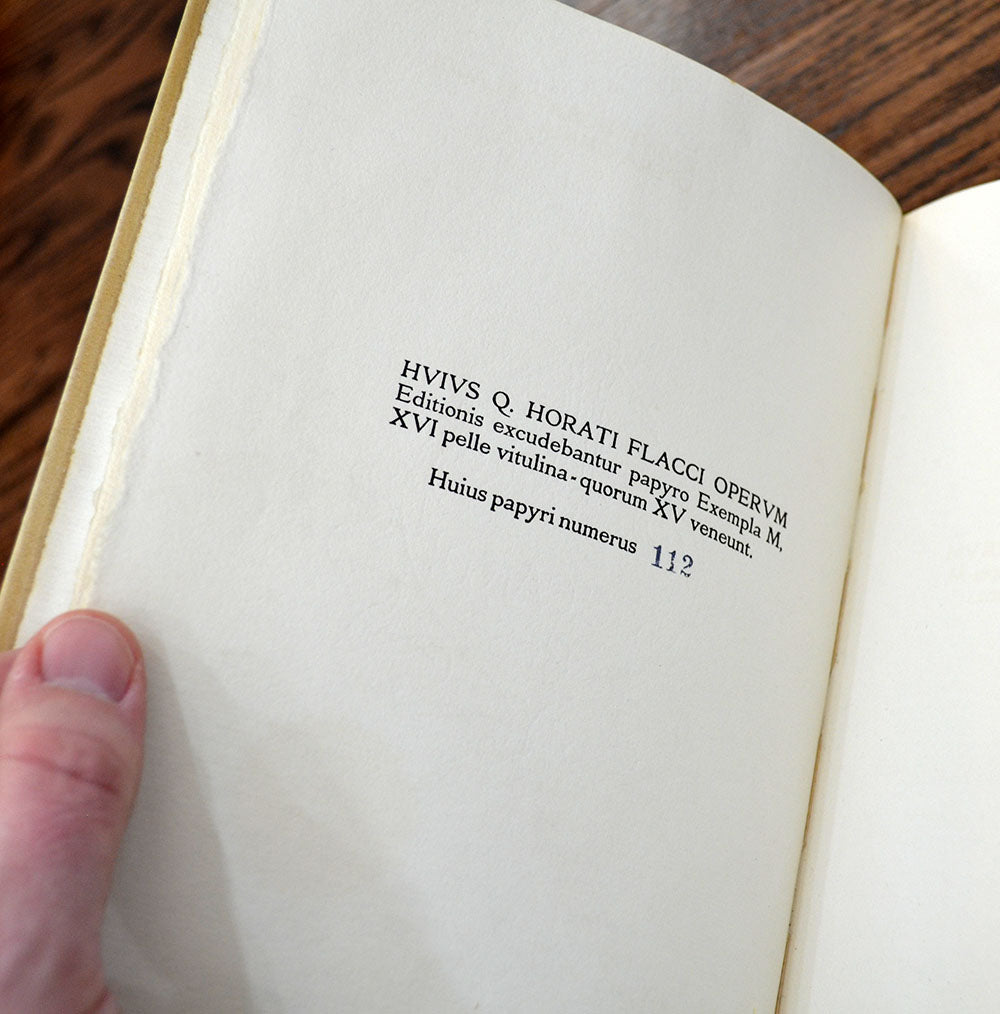 HVIVS Q. HORATI FLACCI OPERVM
Editionis excudebantur papyro Exempla M,
XVI pelle vitulina-quorum XV veneunt.
Huius papyri numerus 112